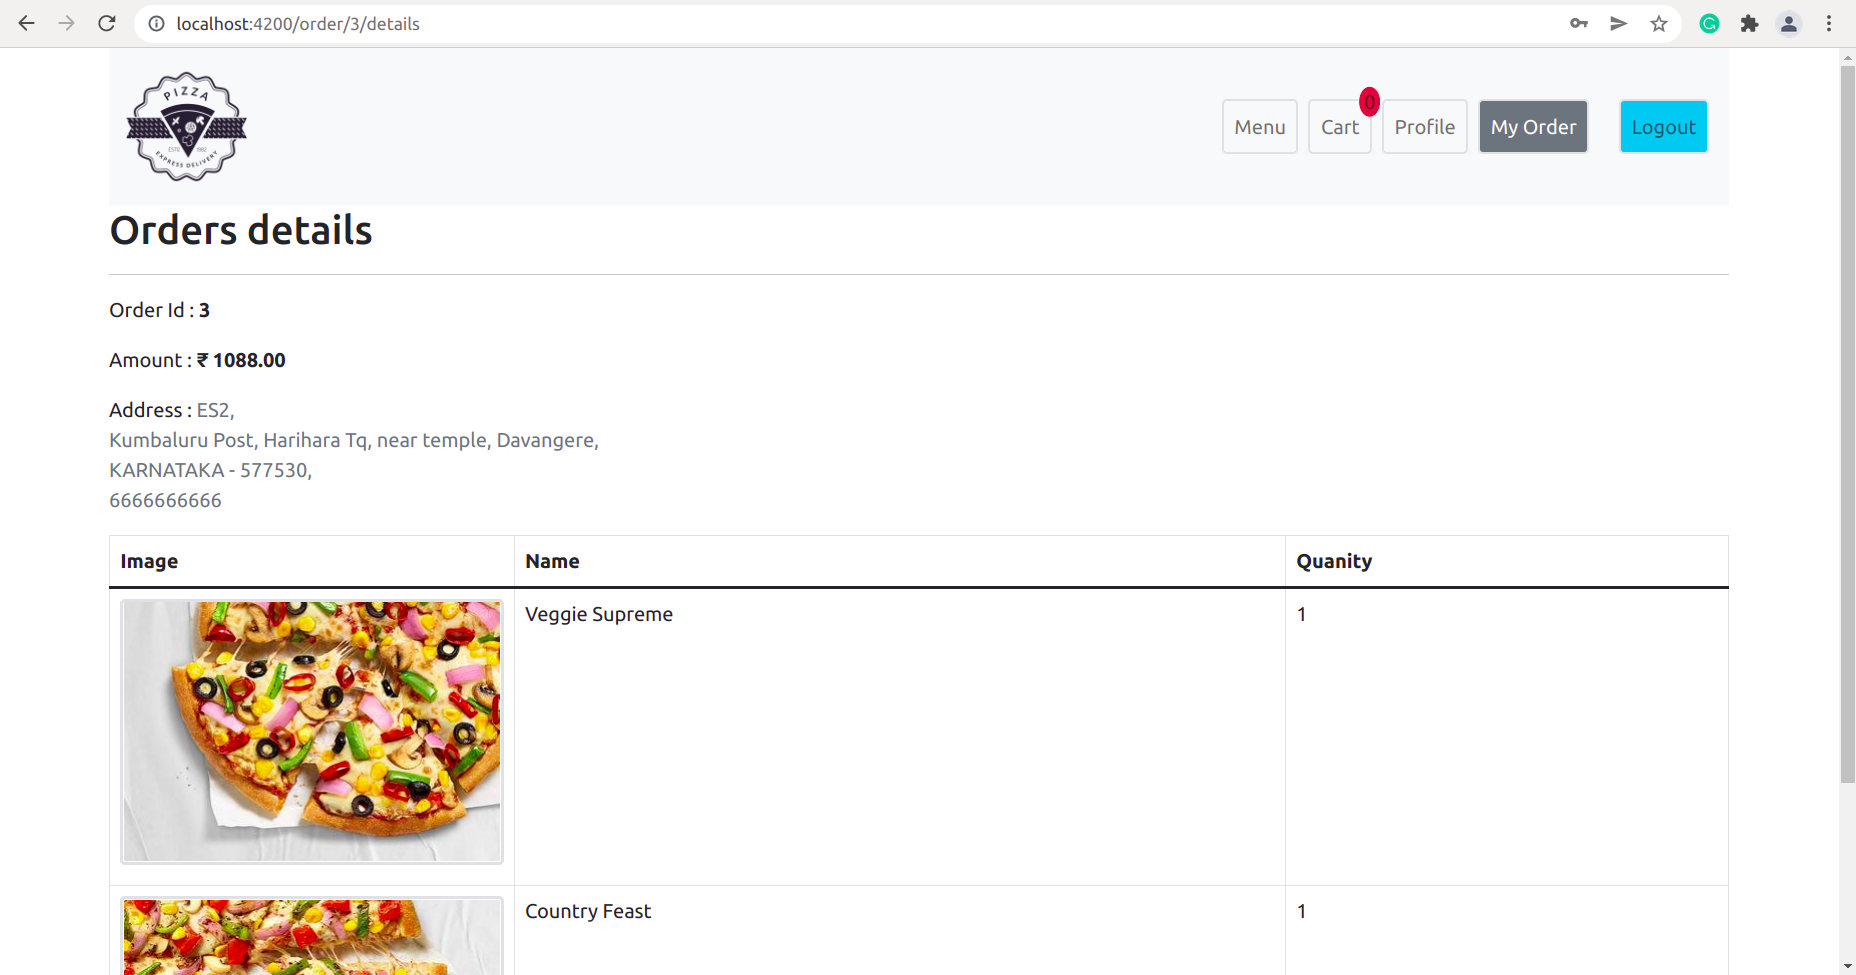 localhost:4200/order/3/details
PIZZA
ESTD 1982
EXPRESS DELIVERY
Menu
Cart
0
Profile
My Order
Logout
Orders details
Order Id : 3
Amount : ₹ 1088.00
Address : ES2,
Kumbaluru Post, Harihara Tq, near temple, Davangere,
KARNATAKA - 577530,
6666666666
Image Name Quanity
Veggie Supreme 1
Country Feast 1